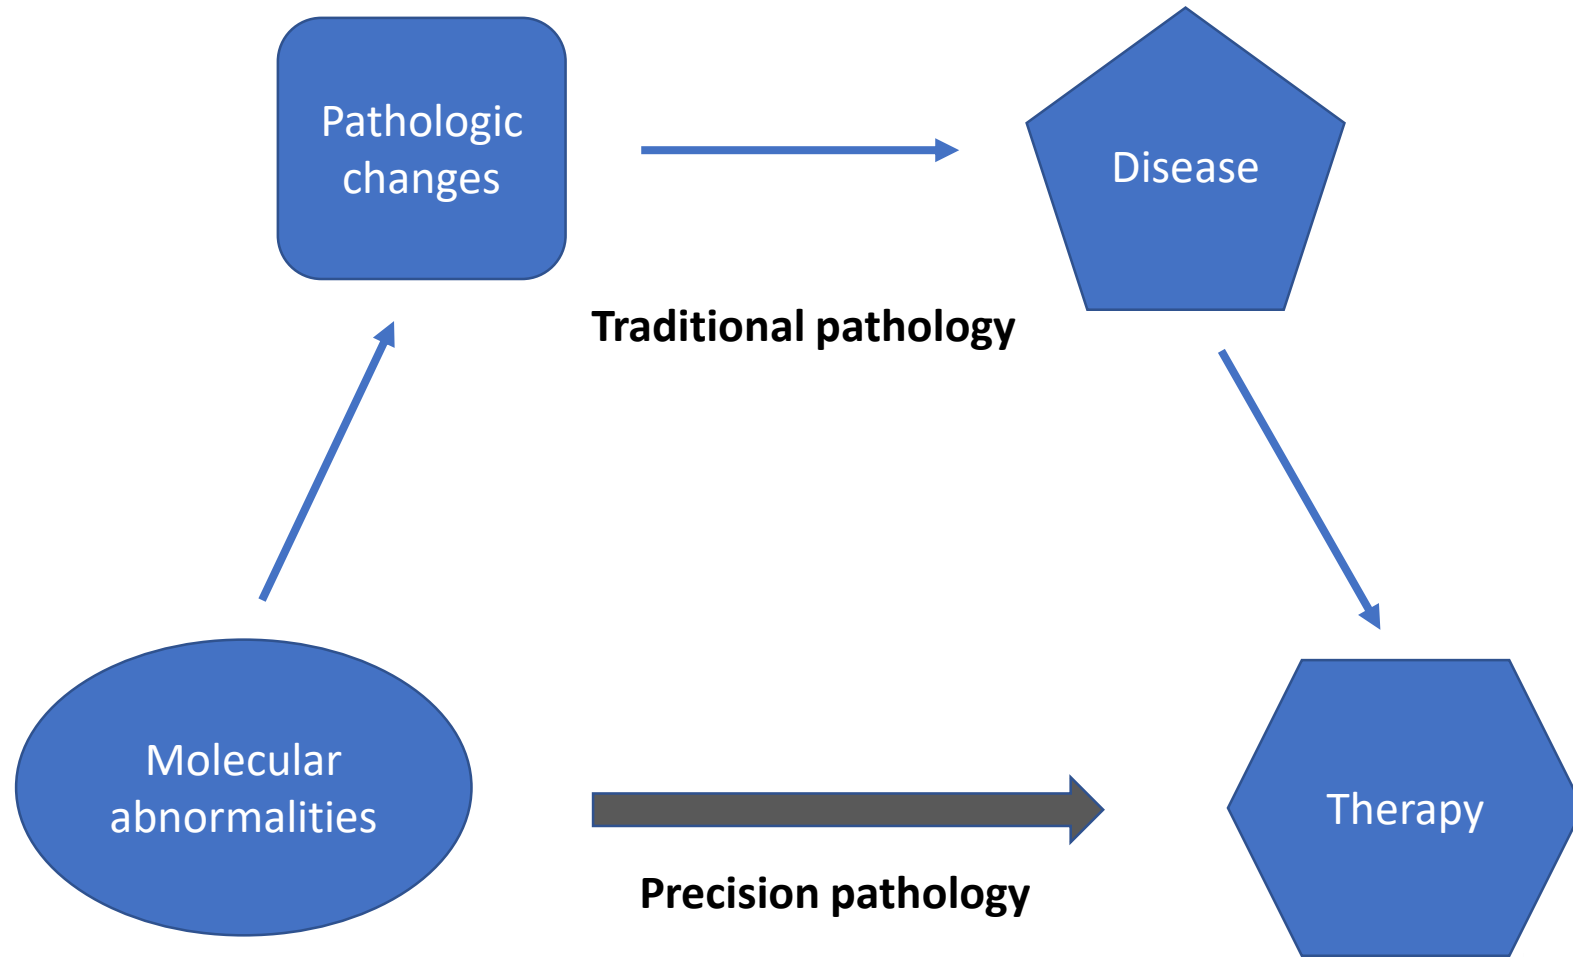 Pathologic
changes
Disease
Traditional pathology
Molecular
abnormalities
Therapy
Precision pathology